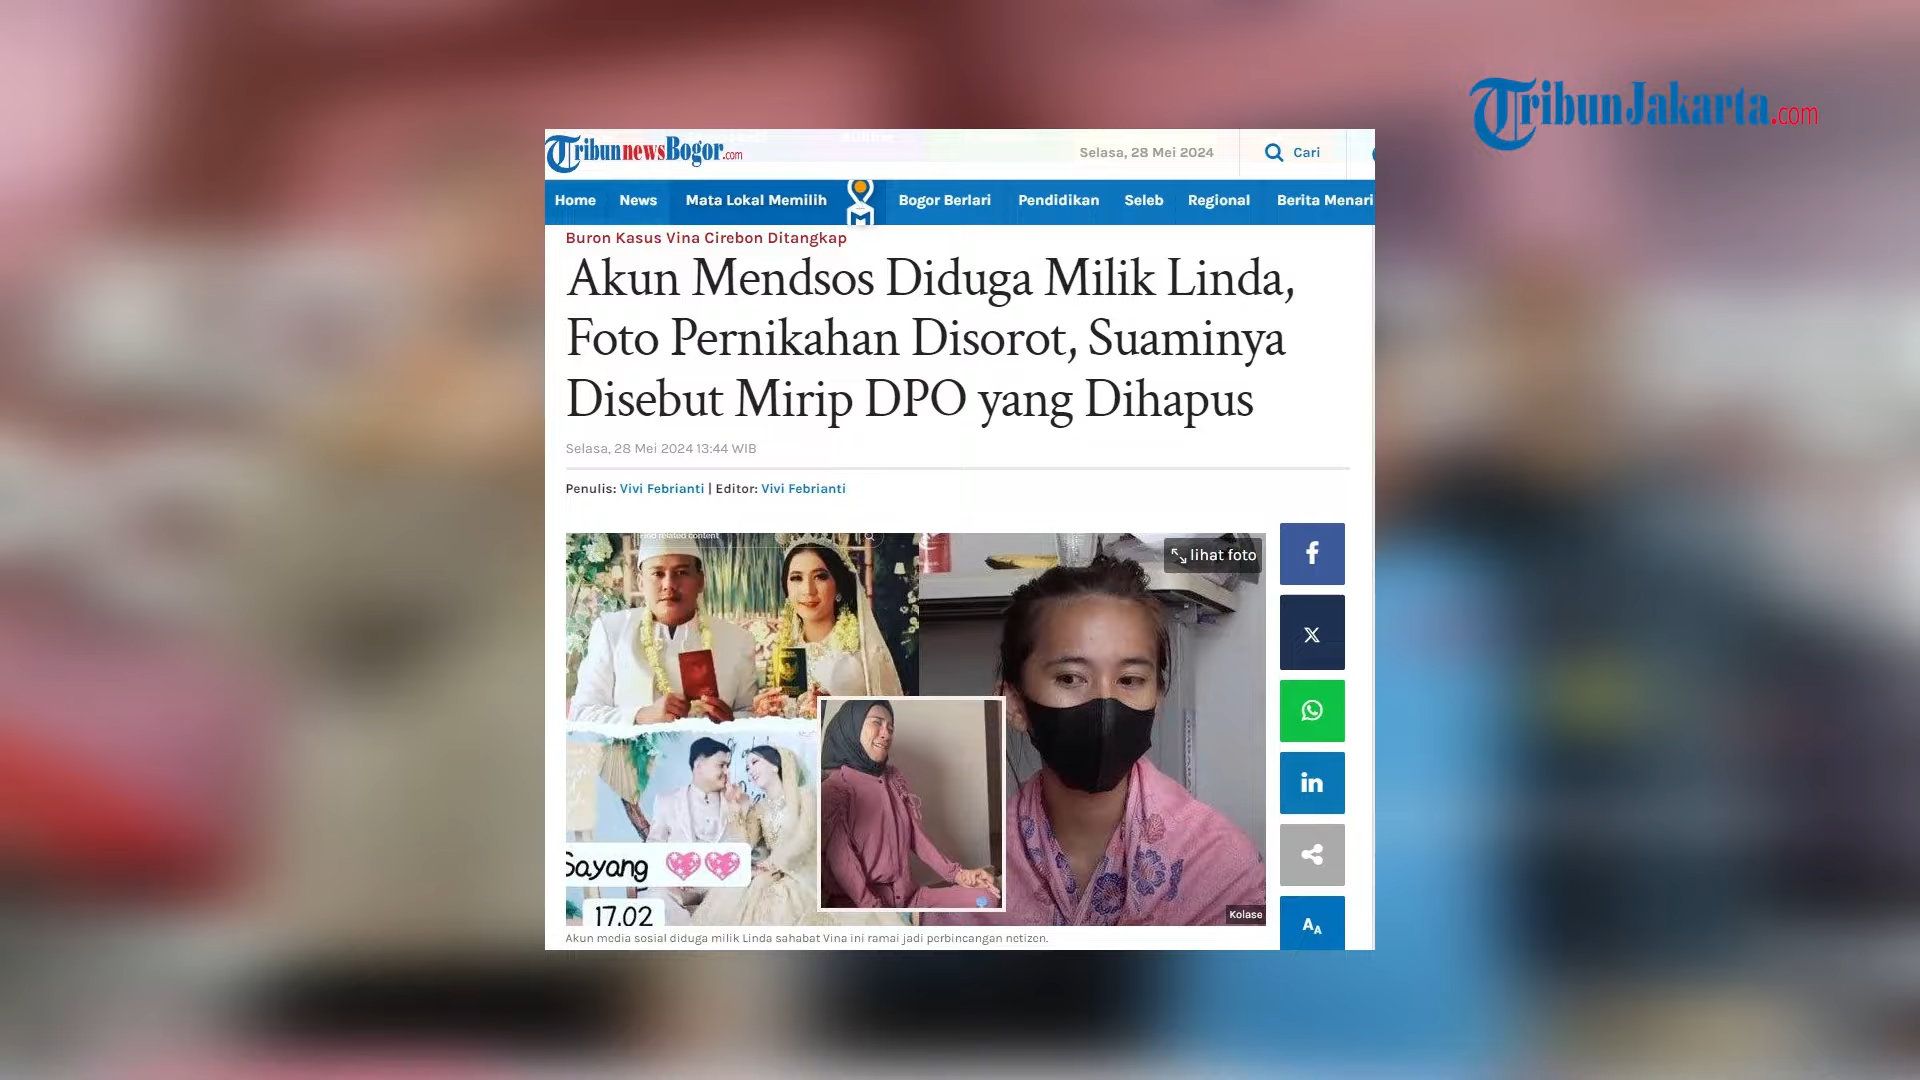 TribunJakarta.com
TribunnewsBogor.com
Selasa, 28 Mei 2024
Cari
Home News Mata Lokal Memilih Bogor Berlari Pendidikan Seleb Regional Berita Menari
Buron Kasus Vina Cirebon Ditangkap
Akun Mendsos Diduga Milik Linda,
Foto Pernikahan Disorot, Suaminya
Disebut Mirip DPO yang Dihapus
Selasa, 28 Mei 2024 13:44 WIB
Penulis: Vivi Febrianti | Editor: Vivi Febrianti
Find related content
lihat foto
Sayang
17.02
Kolase
Akun media sosial diduga milik Linda sahabat Vina ini ramai jadi perbincangan netizen.